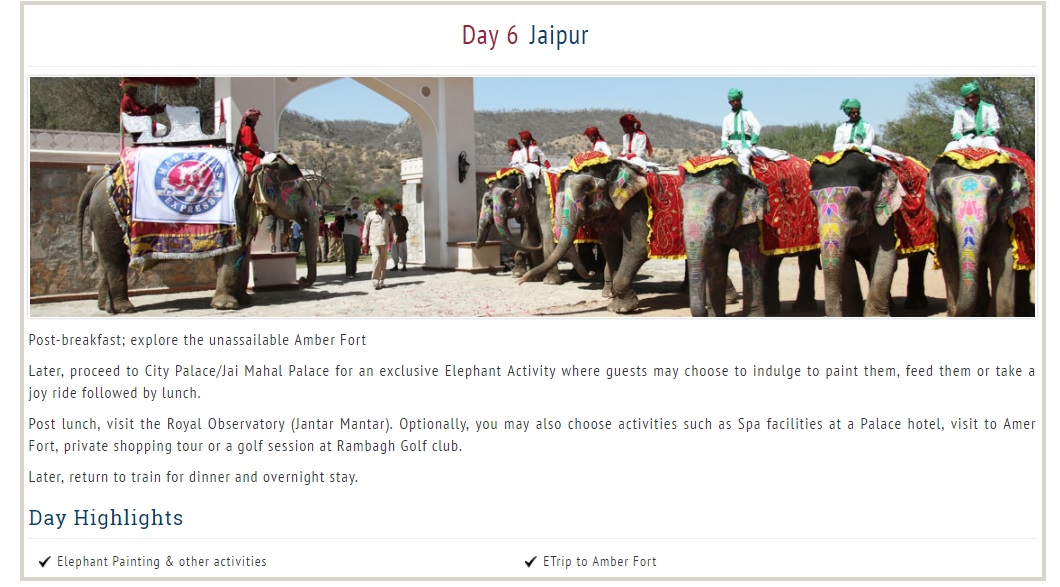 Day 6 Jaipur
EXPRESS
Post-breakfast; explore the unassailable Amber Fort
Later, proceed to City Palace/Jai Mahal Palace for an exclusive Elephant Activity where guests may choose to indulge to paint them, feed them or take a
joy ride followed by lunch.
Post lunch, visit the Royal Observatory (Jantar Mantar). Optionally, you may also choose activities such as Spa facilities at a Palace hotel, visit to Amer
Fort, private shopping tour or a golf session at Rambagh Golf club.
Later, return to train for dinner and overnight stay.
Day Highlights
Elephant Painting & other activities
ETrip to Amber Fort